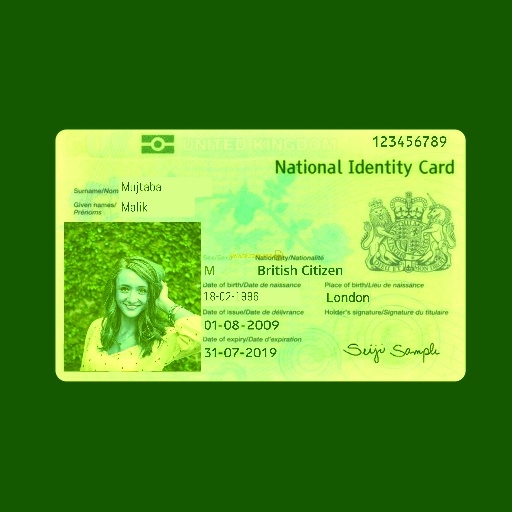 UNITED KINGDOM
123456789
National Identity Card
Surname/Nom Mujtaba
Given names/ Malik
Prénoms
Nationality/Nationalité
M British Citizen
Date of birth/Date de naissance Place of birth/Lieu de naissance
18-02-1996 London
Date of issue/Date de délivrance Holder's signature/Signature du titulaire
01-08-2009
Date of expiry/Date d'expiration
31-07-2019 Seiji Sample